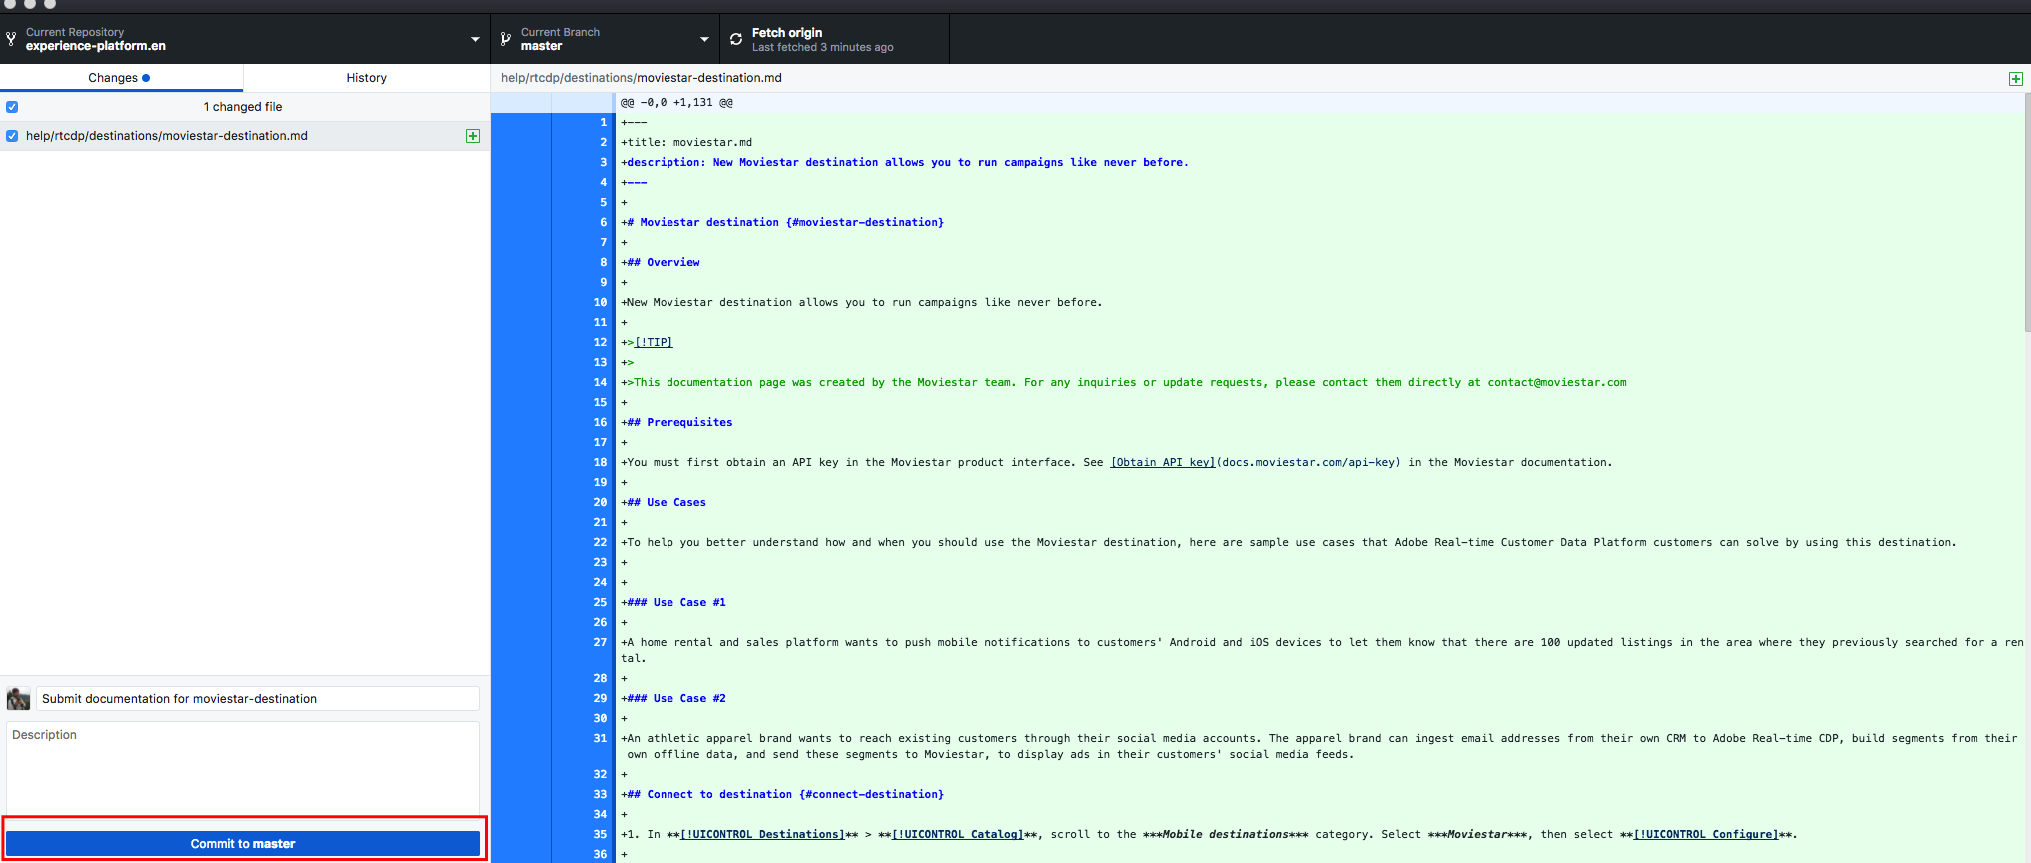 Current Repository
experience-platform.en
Current Branch
master
Fetch origin
Last fetched 3 minutes ago
Changes
History
1 changed file
help/rtcdp/destinations/moviestar-destination.md
Submit documentation for moviestar-destination
Description
Commit to master
help/rtcdp/destinations/moviestar-destination.md
@@ -0,0 +1,131 @@
1 +---
2 +title: moviestar.md
3 +description: New Moviestar destination allows you to run campaigns like never before.
4 +---
5 +
6 +# Moviestar destination {#moviestar-destination}
7 +
8 +## Overview
9 +
10 +New Moviestar destination allows you to run campaigns like never before.
11 +
12 +>[!TIP]
13 +>
14 +>This documentation page was created by the Moviestar team. For any inquiries or update requests, please contact them directly at contact@moviestar.com
15 +
16 +## Prerequisites
17 +
18 +You must first obtain an API key in the Moviestar product interface. See [Obtain API key](docs.moviestar.com/api-key) in the Moviestar documentation.
19 +
20 +## Use Cases
21 +
22 +To help you better understand how and when you should use the Moviestar destination, here are sample use cases that Adobe Real-time Customer Data Platform customers can solve by using this destination.
23 +
24 +
25 +### Use Case #1
26 +
27 +A home rental and sales platform wants to push mobile notifications to customers' Android and iOS devices to let them know that there are 100 updated listings in the area where they previously searched for a ren
tal.
28 +
29 +### Use Case #2
30 +
31 +An athletic apparel brand wants to reach existing customers through their social media accounts. The apparel brand can ingest email addresses from their own CRM to Adobe Real-time CDP, build segments from their
own offline data, and send these segments to Moviestar, to display ads in their customers' social media feeds.
32 +
33 +## Connect to destination {#connect-destination}
34 +
35 +1. In **[!UICONTROL Destinations]** > **[!UICONTROL Catalog]**, scroll to the ***Mobile destinations*** category. Select ***Moviestar***, then select **[!UICONTROL Configure]**.
36 +